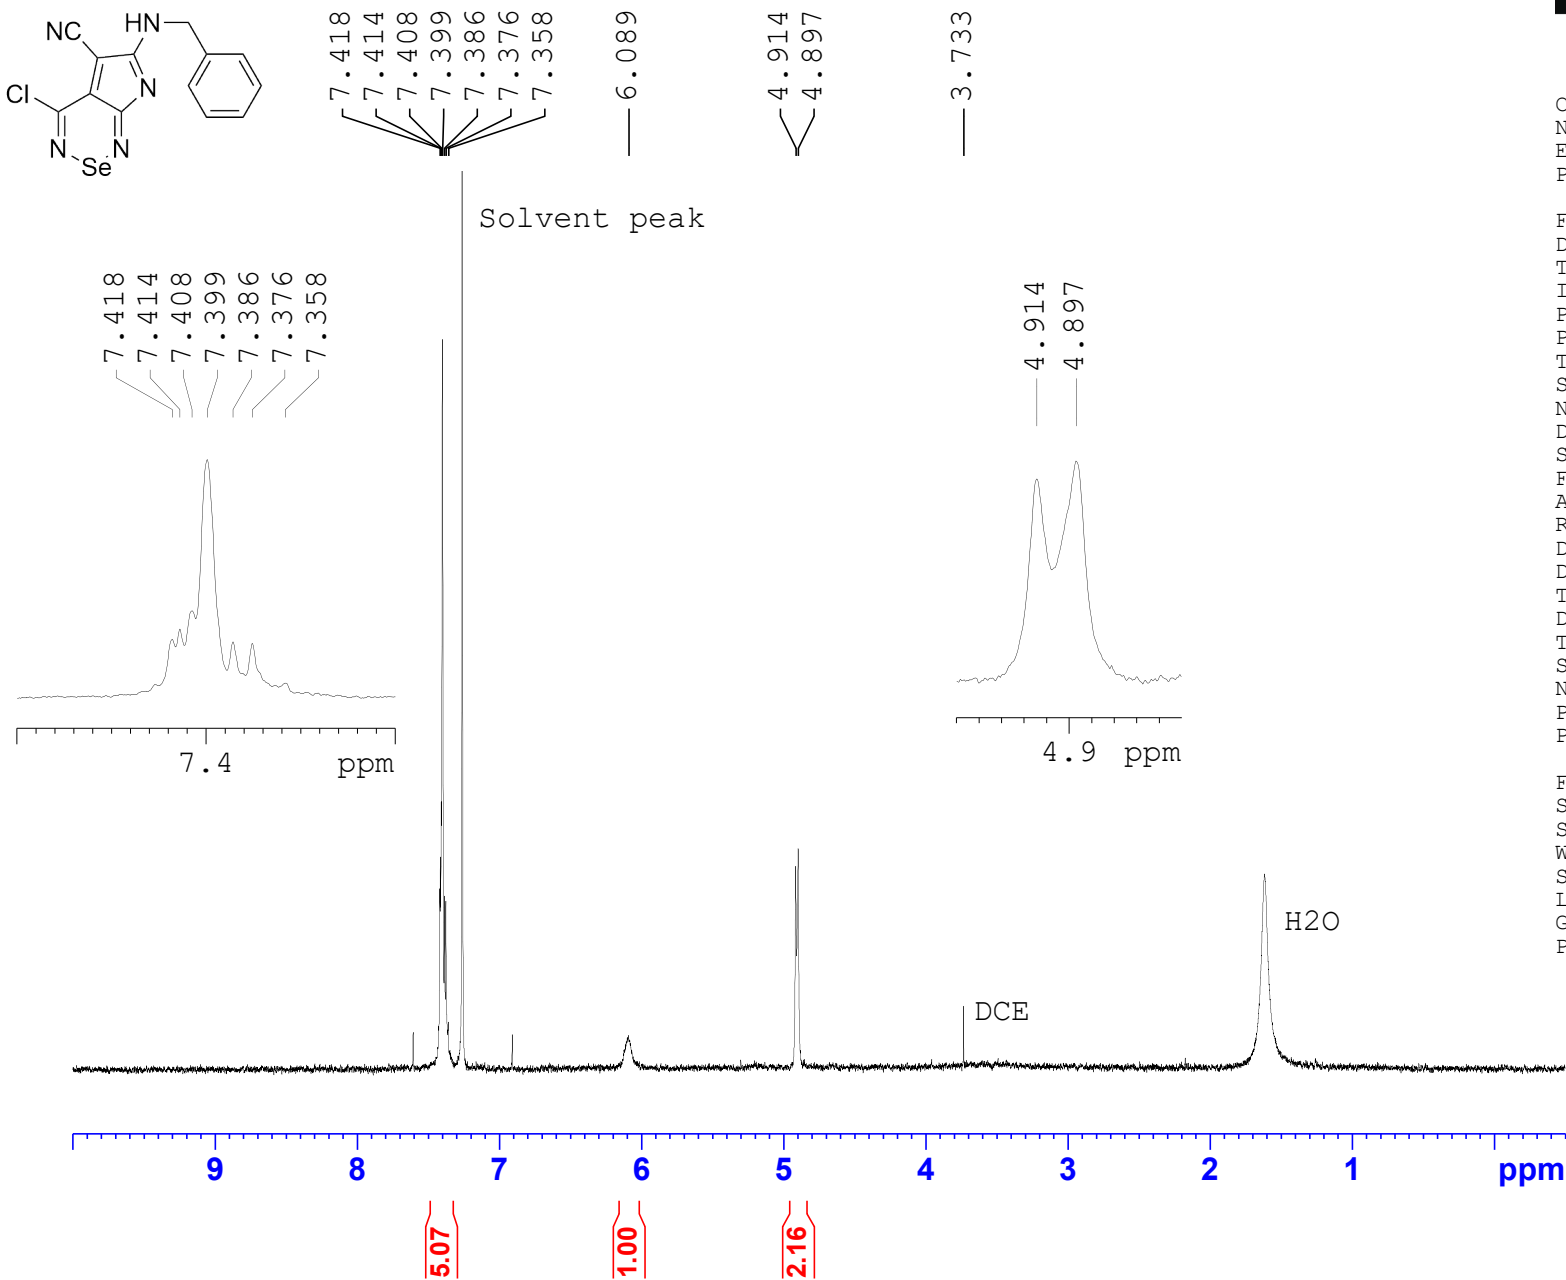 HN
NC
N
Cl
N
N
Se
7.418
7.414
7.408
7.399
7.386
7.376
7.358
6.089
4.914
4.897
3.733
Solvent peak
7.418
7.414
7.408
7.399
7.386
7.376
7.358
7.4 ppm
4.914
4.897
4.9 ppm
DCE
H2O
9 8 7 6 5 4 3 2 1 ppm
5.07
1.00
2.16
N
E
P
F
D
T
I
P
P
T
S
N
D
S
F
A
R
D
D
T
D
T
S
N
P
P
F
S
S
W
S
L
G
P